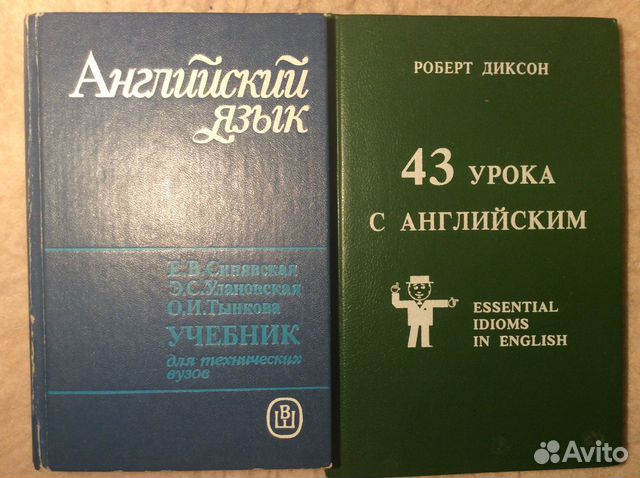 Английский
язык
Е.В.Синявская
Э.С.Улановская
О.И.Тынкова
УЧЕБНИК
для технических
вузов
РОБЕРТ ДИКСОН
43 УРОКА
С АНГЛИЙСКИМ
ESSENTIAL
IDIOMS
IN ENGLISH
Avito